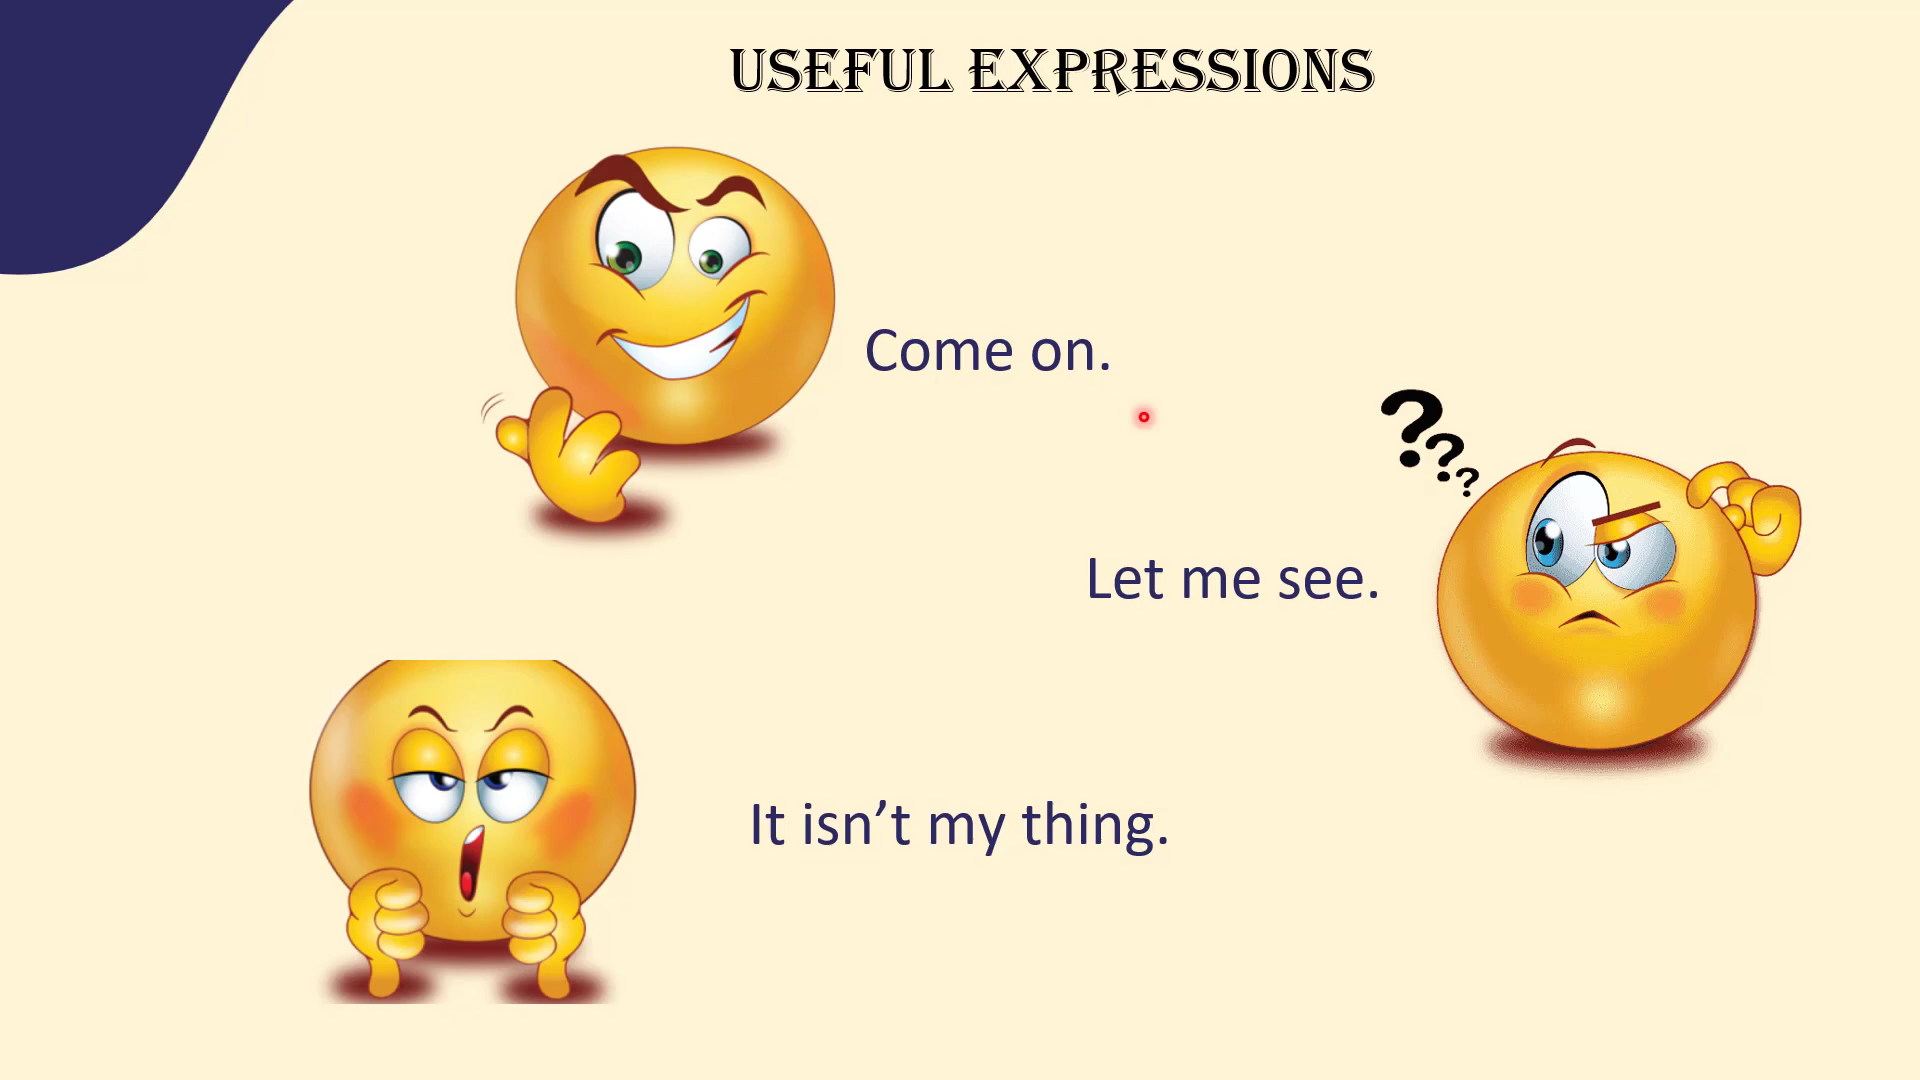 USEFUL EXPRESSIONS
Come on.
???
Let me see.
It isn’t my thing.